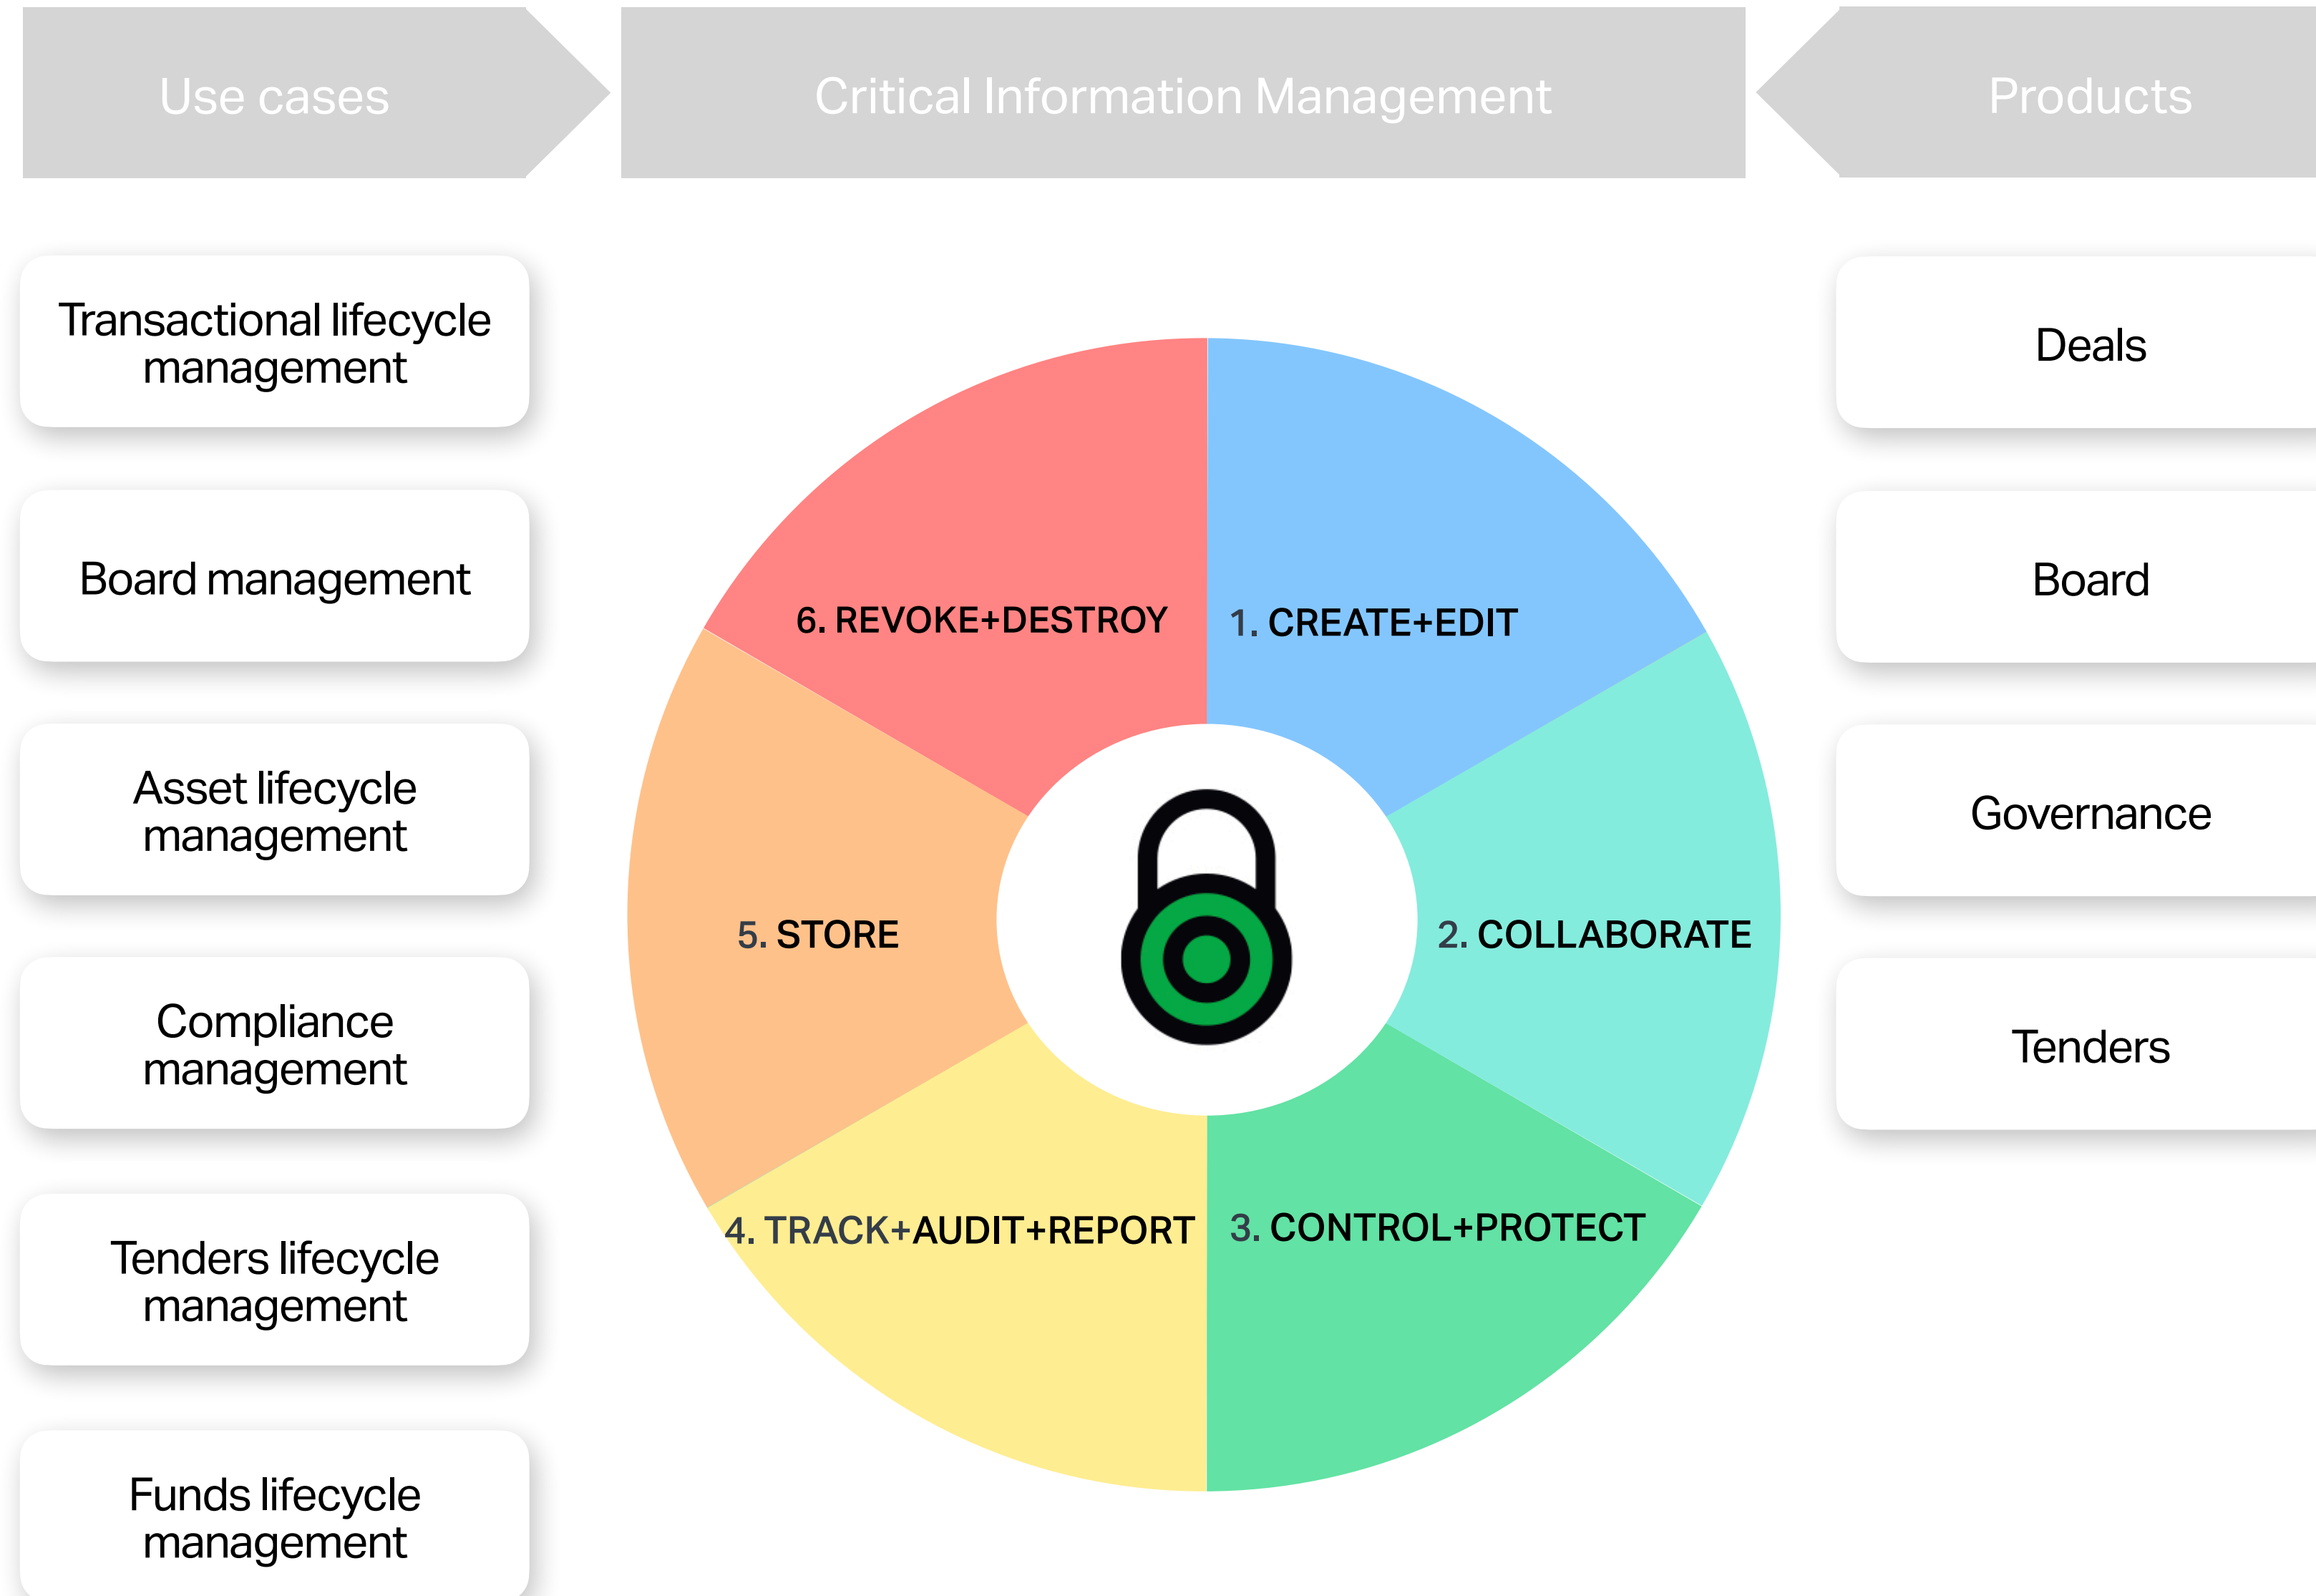 Use cases
Critical Information Management
Products
Transactional lifecycle
management
Board management
Asset lifecycle
management
Compliance
management
Tenders lifecycle
management
Funds lifecycle
management
6. REVOKE+DESTROY
1. CREATE+EDIT
5. STORE
2. COLLABORATE
4. TRACK+AUDIT+REPORT
3. CONTROL+PROTECT
Deals
Board
Governance
Tenders